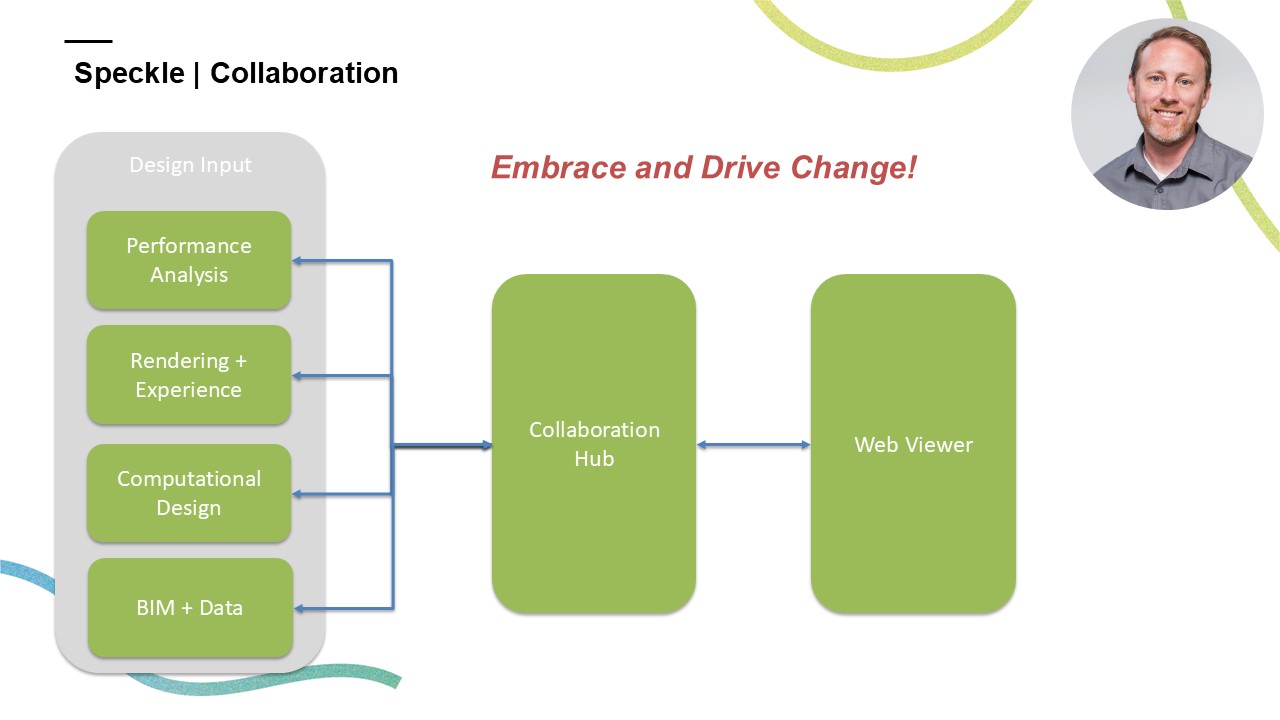 Speckle | Collaboration
Design Input
Embrace and Drive Change!
Performance
Analysis
Rendering +
Experience
Computational
Design
BIM + Data
Collaboration
Hub
Web Viewer